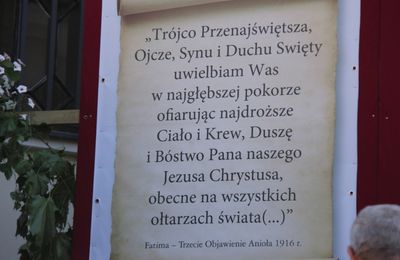 „Trójco Przenajświętsza,
Ojcze, Synu i Duchu Święty
uwielbiam Was
w najgłębszej pokorze
ofiarując najdroższe
Ciało i Krew, Duszę
i Bóstwo Pana naszego
Jezusa Chrystusa,
obecne na wszystkich
ołtarzach świata(...)”
Fatima – Trzecie Objawienie Anioła 1916 r.